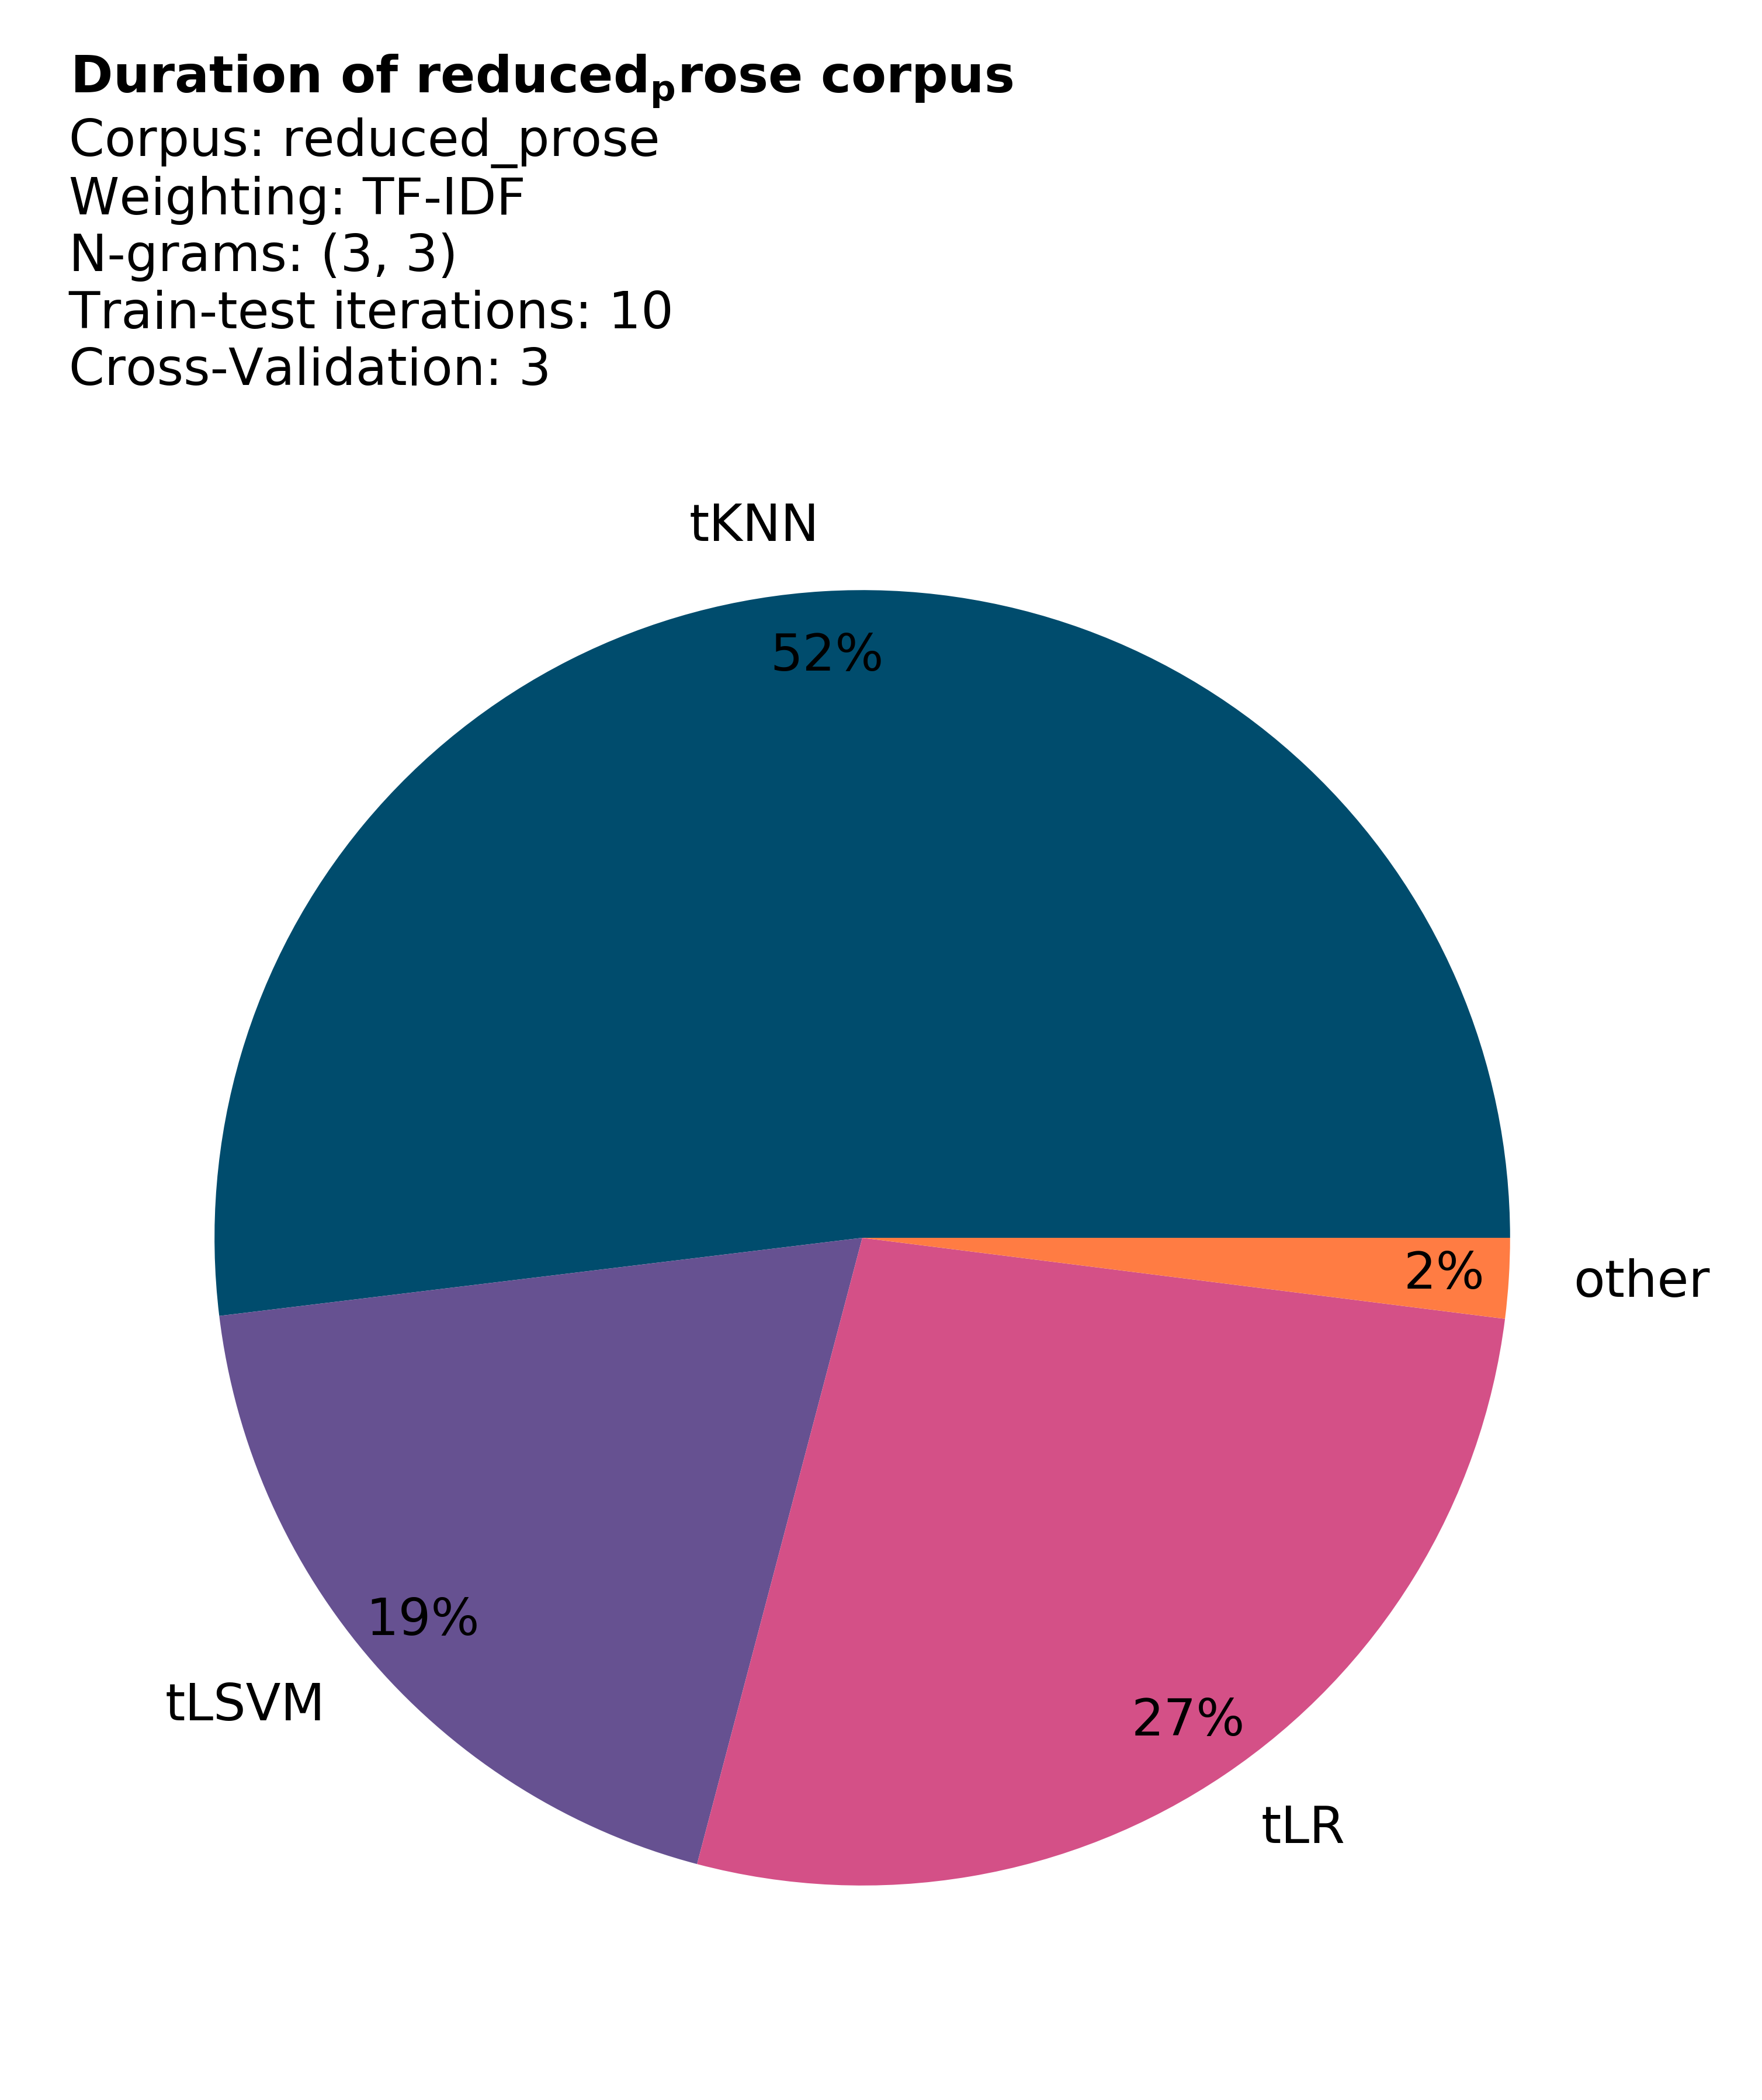 Duration of reducedₚrose corpus
Corpus: reduced_prose
Weighting: TF-IDF
N-grams: (3, 3)
Train-test iterations: 10
Cross-Validation: 3
tKNN
52%
2%
other
19%
tLSVM
27%
tLR